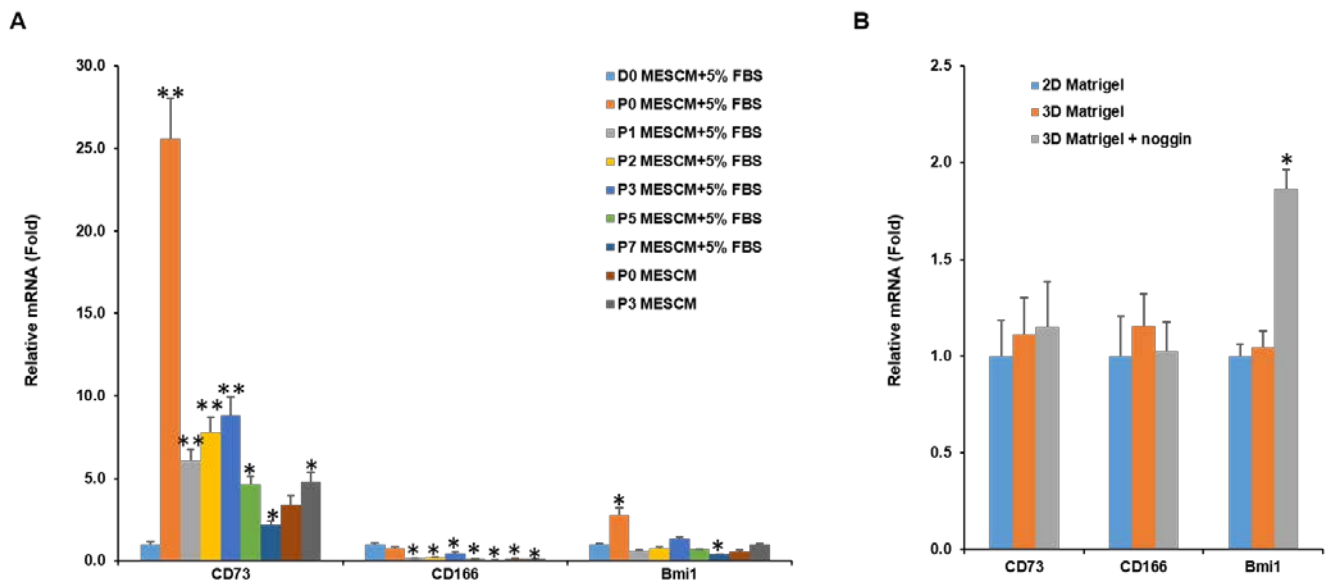 A
Relative mRNA (Fold)
30.0
25.0
20.0
15.0
10.0
5.0
0.0
** ** ** ** * * *
* * * * * * *
* *
CD73 CD166 Bmi1
D0 MESCM+5% FBS
P0 MESCM+5% FBS
P1 MESCM+5% FBS
P2 MESCM+5% FBS
P3 MESCM+5% FBS
P5 MESCM+5% FBS
P7 MESCM+5% FBS
P0 MESCM
P3 MESCM
B
Relative mRNA (Fold)
2.5
2.0
1.5
1.0
0.5
0.0
2D Matrigel
3D Matrigel
3D Matrigel + noggin
*
CD73 CD166 Bmi1